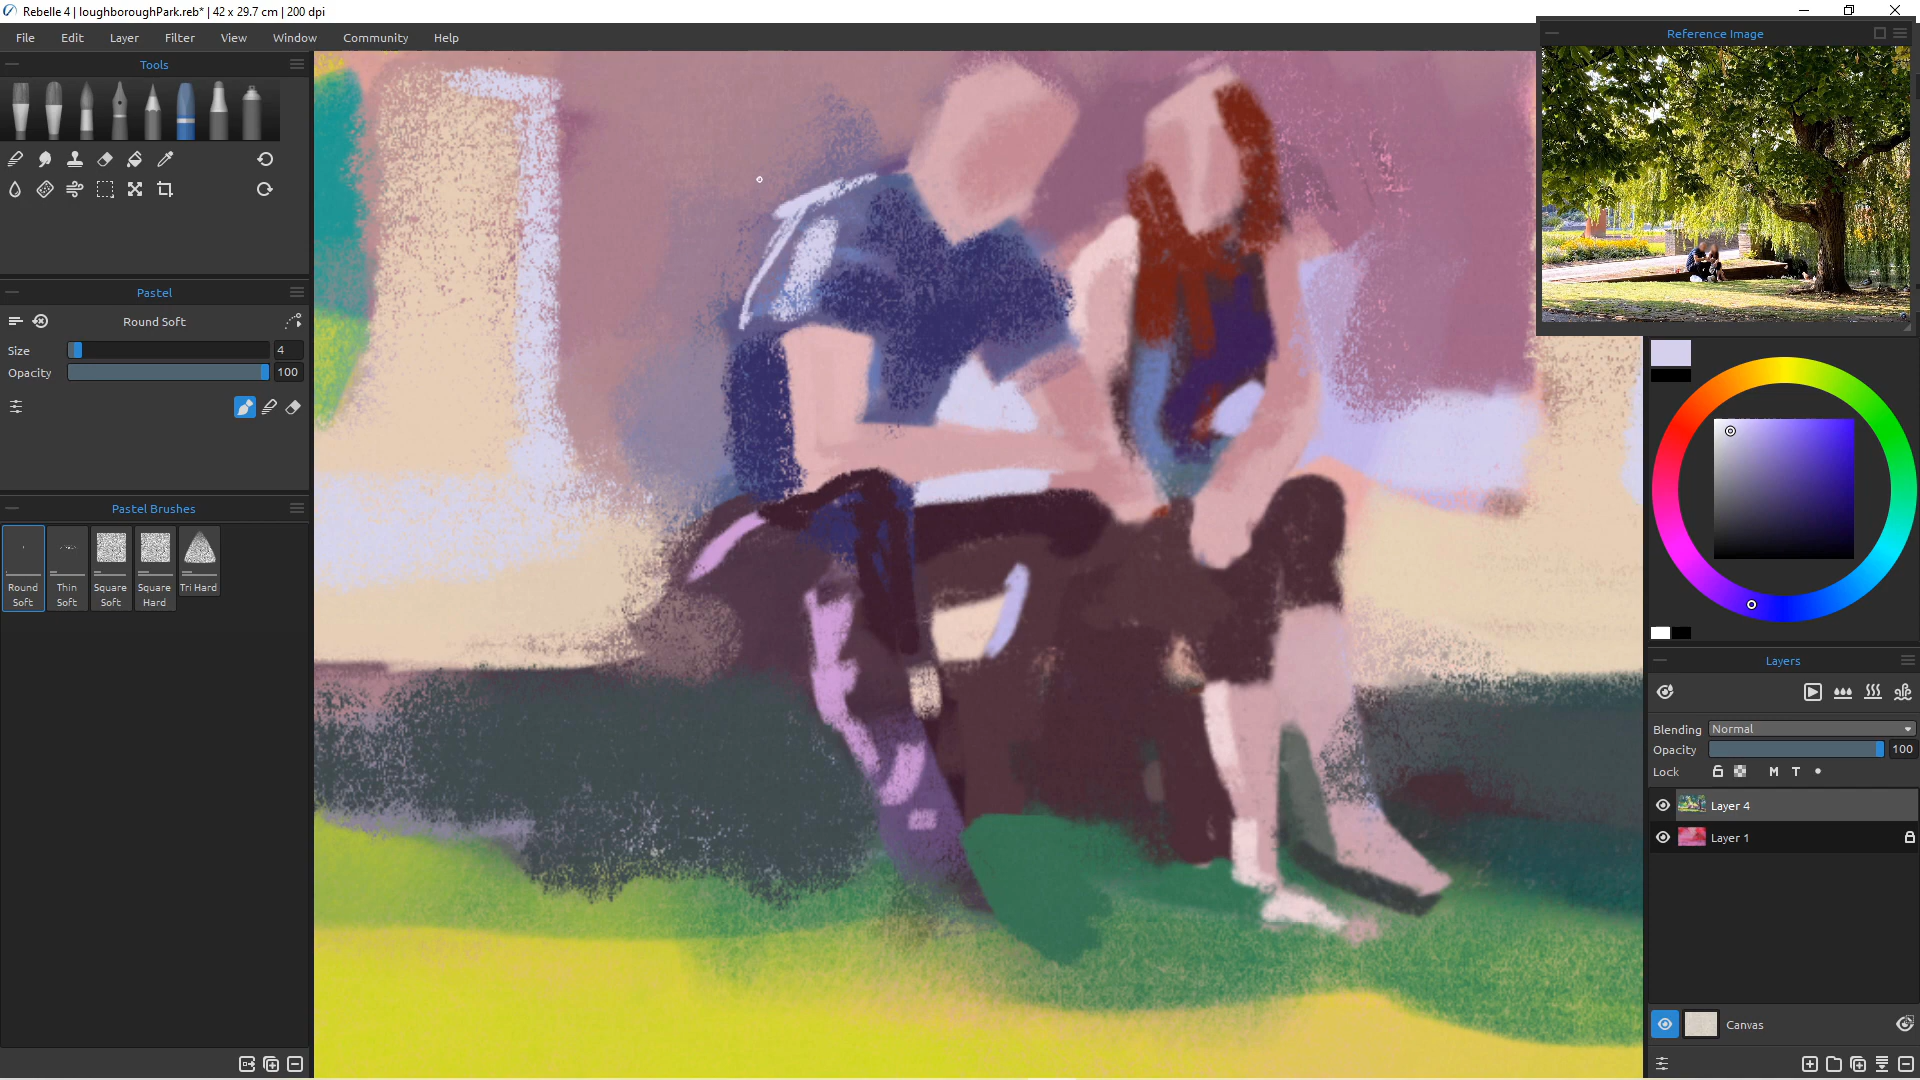 Rebelle 4 | loughboroughPark.reb* | 42 x 29.7 cm | 200 dpi
File Edit Layer Filter View Window Community Help
Tools
Reference Image
Pastel
Round Soft
Size 4
Opacity 100
Pastel Brushes
Round Soft
Thin Soft
Square Soft
Square Hard
Tri Hard
Layers
Blending Normal
Opacity 100
Lock M T
Layer 4
Layer 1
Canvas